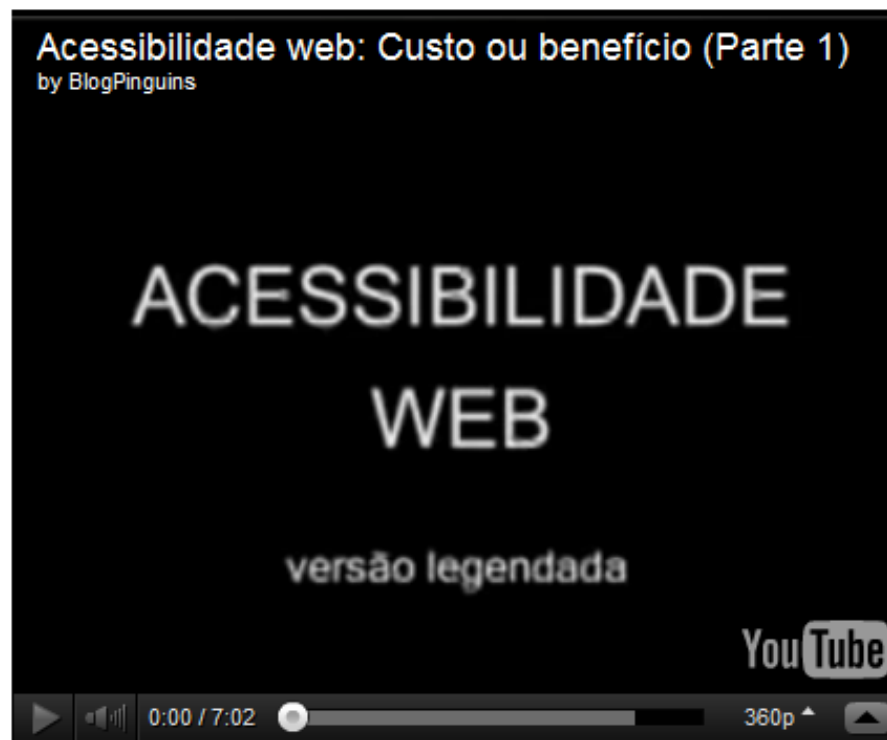 Acessibilidade web: Custo ou benefício (Parte 1)
by BlogPinguins
ACESSIBILIDADE
WEB
versão legendada
YouTube
0:00 / 7:02 360p